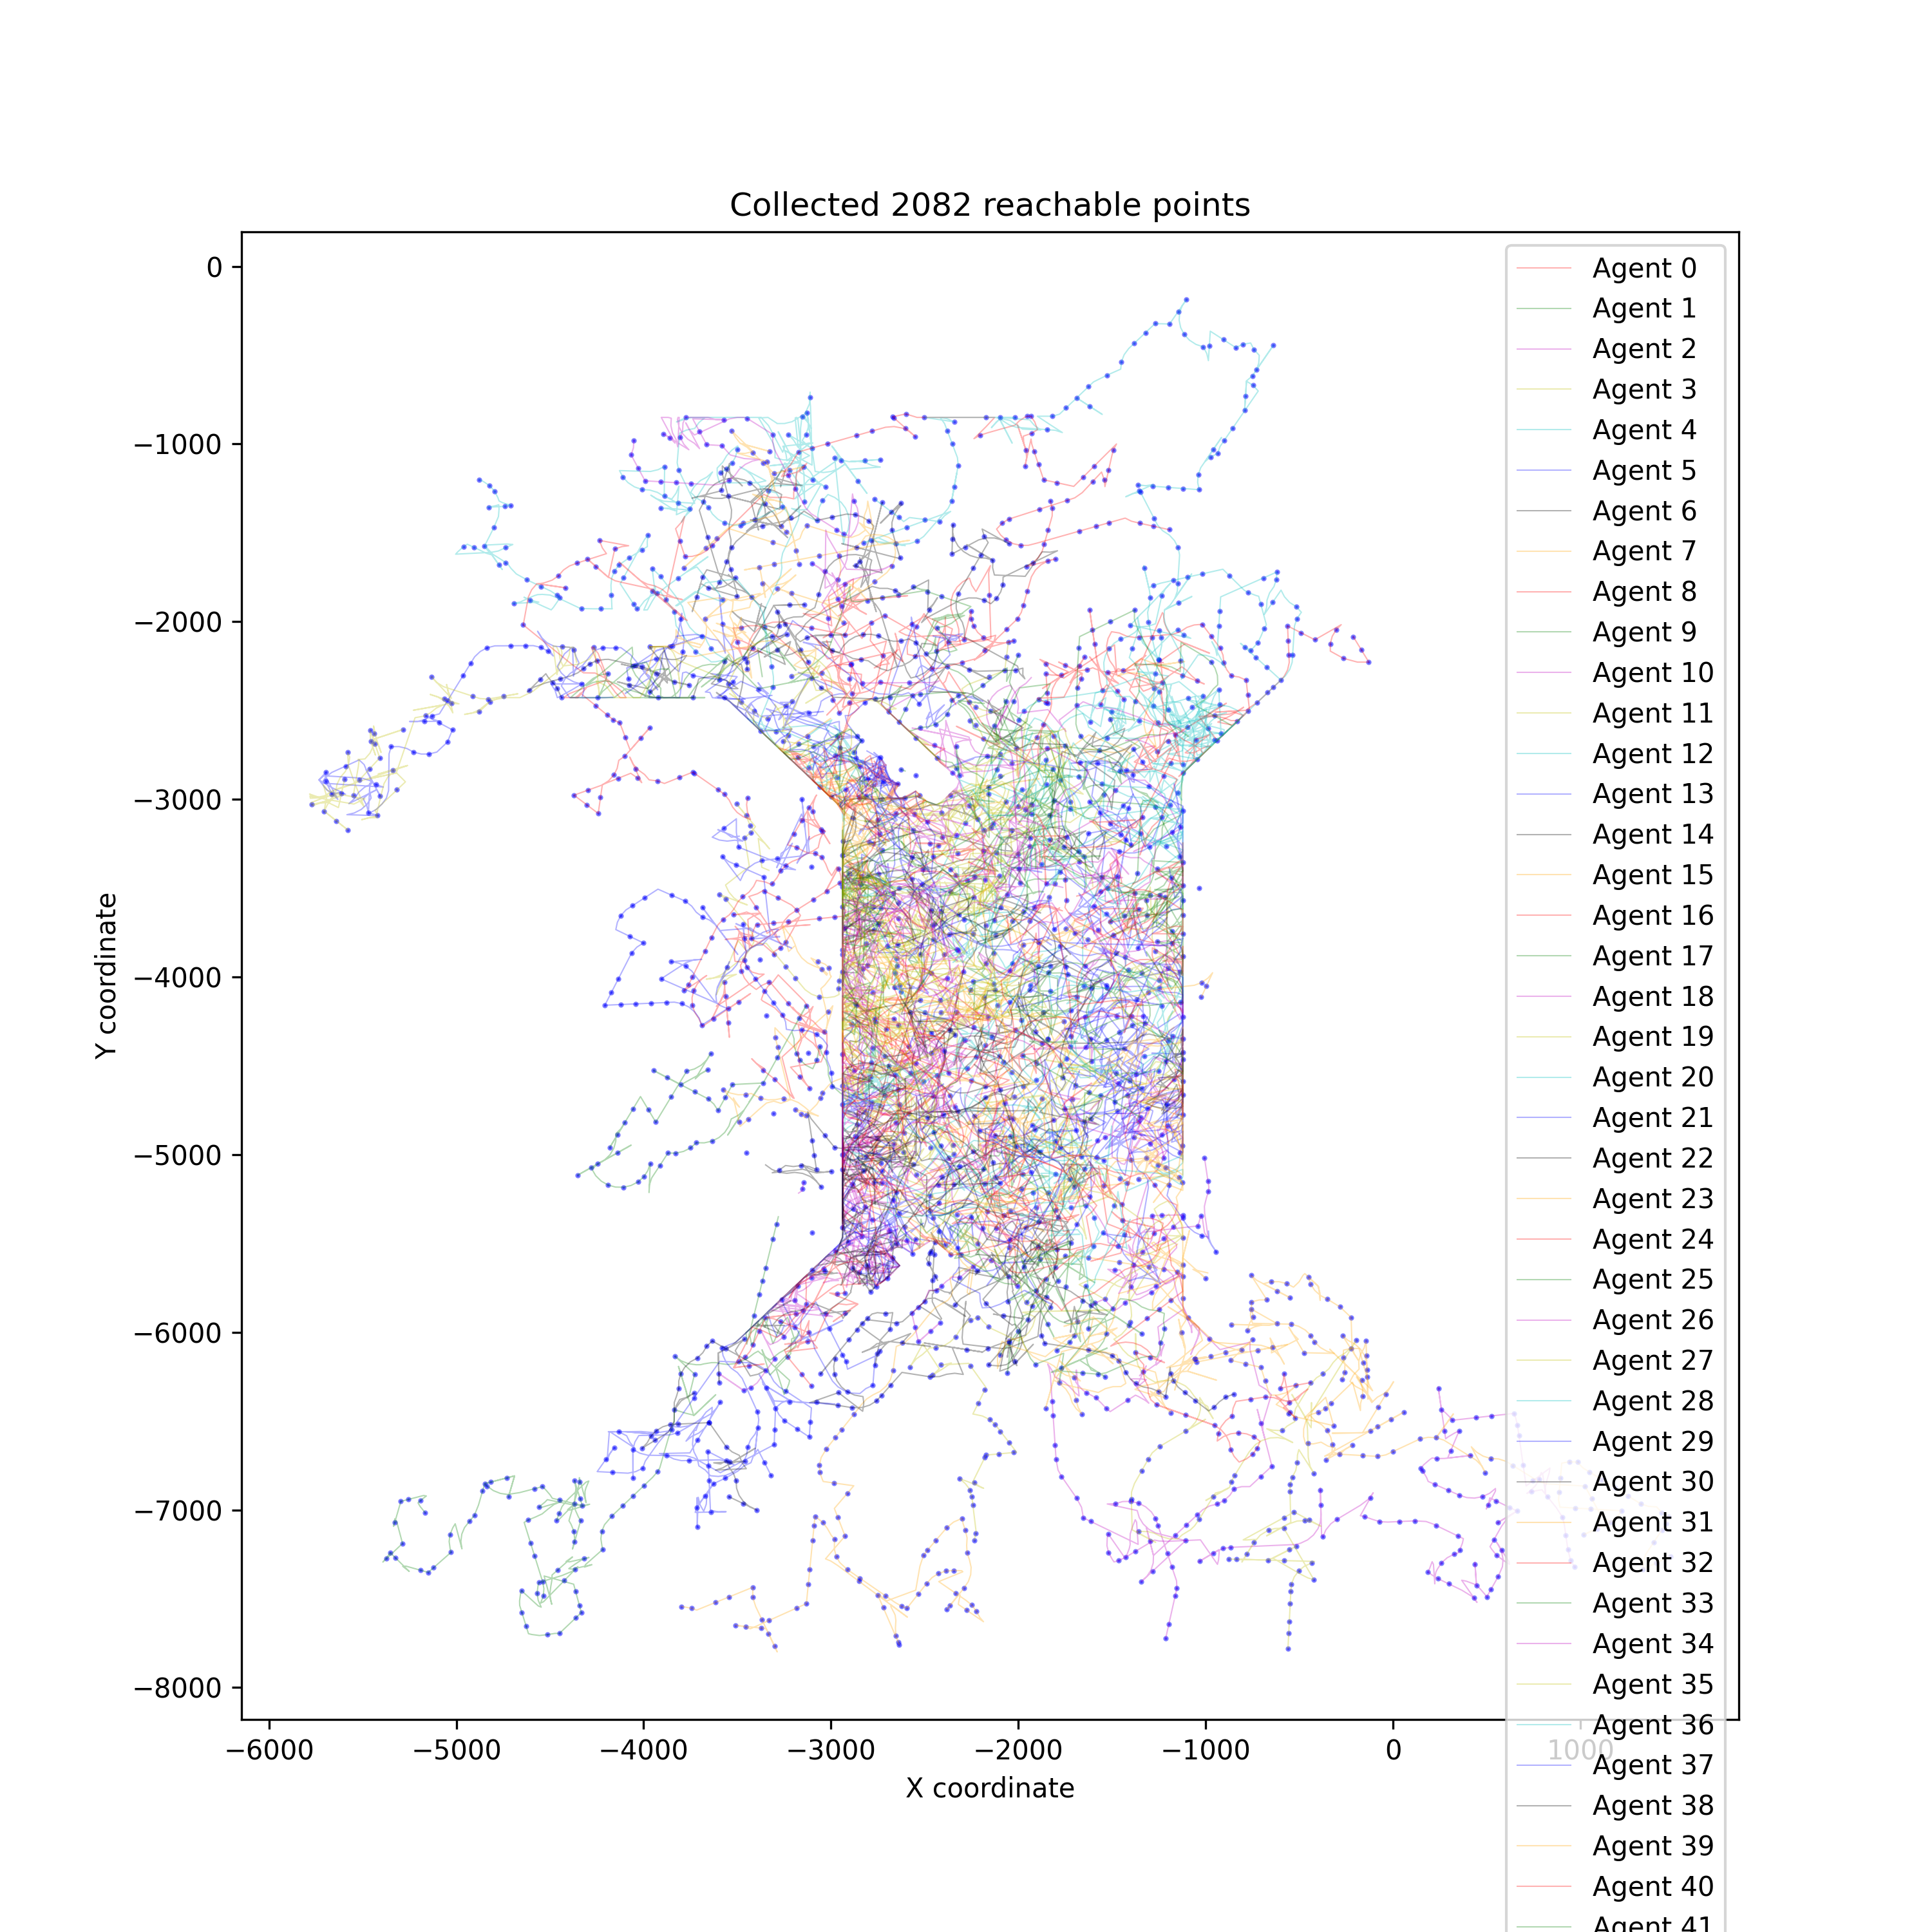 Collected 2082 reachable points
0
−1000
−2000
−3000
−4000
−5000
−6000
−7000
−8000
Y coordinate
−6000
−5000
−4000
−3000
−2000
−1000
0
1000
X coordinate
Agent 0
Agent 1
Agent 2
Agent 3
Agent 4
Agent 5
Agent 6
Agent 7
Agent 8
Agent 9
Agent 10
Agent 11
Agent 12
Agent 13
Agent 14
Agent 15
Agent 16
Agent 17
Agent 18
Agent 19
Agent 20
Agent 21
Agent 22
Agent 23
Agent 24
Agent 25
Agent 26
Agent 27
Agent 28
Agent 29
Agent 30
Agent 31
Agent 32
Agent 33
Agent 34
Agent 35
Agent 36
Agent 37
Agent 38
Agent 39
Agent 40
Agent 41